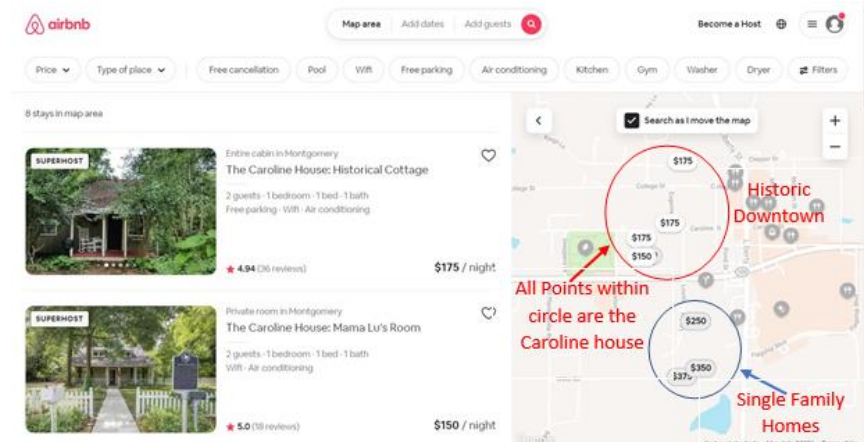 airbnb
Map area Add dates Add guests
Become a Host
Price Type of place Free cancellation Pool Wifi Free parking Air conditioning Kitchen Gym Washer Dryer Filters
8 stays in map area
SUPERHOST
Entire cabin in Montgomery
The Caroline House: Historical Cottage
2 guests · 1 bedroom · 1 bed · 1 bath
Free parking · Wifi · Air conditioning
4.94 (36 reviews)
$175 / night
SUPERHOST
Private room in Montgomery
The Caroline House: Mama Lu's Room
2 guests · 1 bedroom · 1 bed · 1 bath
Wifi · Air conditioning
5.0 (18 reviews)
$150 / night
Search as I move the map
+
−
$175
College St
Historic
Downtown
$175
Caroline
$175
$150
All Points within
circle are the
Caroline house
$250
$350
Single Family
Homes